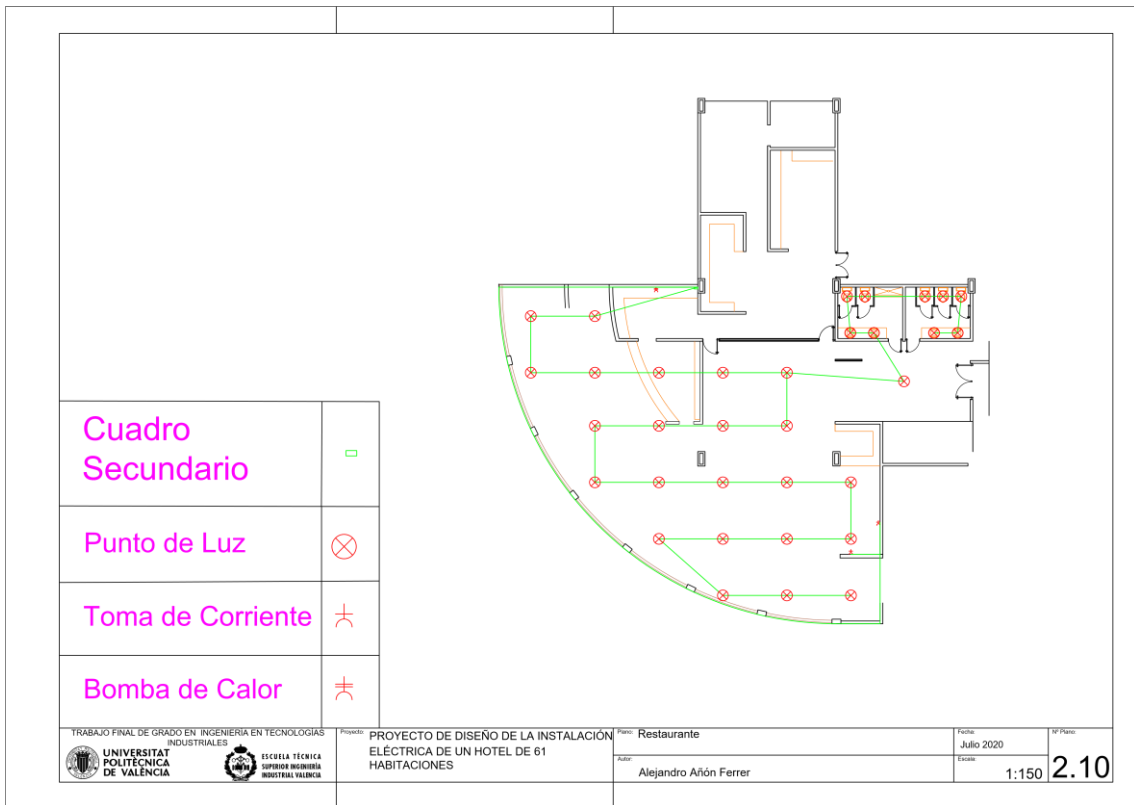 Cuadro
Secundario
Punto de Luz
Toma de Corriente
Bomba de Calor
TRABAJO FINAL DE GRADO EN INGENIERÍA EN TECNOLOGÍAS
INDUSTRIALES
UNIVERSITAT
POLITÈCNICA
DE VALÈNCIA
ESCUELA TÉCNICA
SUPERIOR INGENIERÍA
INDUSTRIAL VALENCIA
Proyecto:
PROYECTO DE DISEÑO DE LA INSTALACIÓN
ELÉCTRICA DE UN HOTEL DE 61
HABITACIONES
Plano:
Restaurante
Autor:
Alejandro Añón Ferrer
Fecha:
Julio 2020
Escala:
1:150
Nº Plano:
2.10